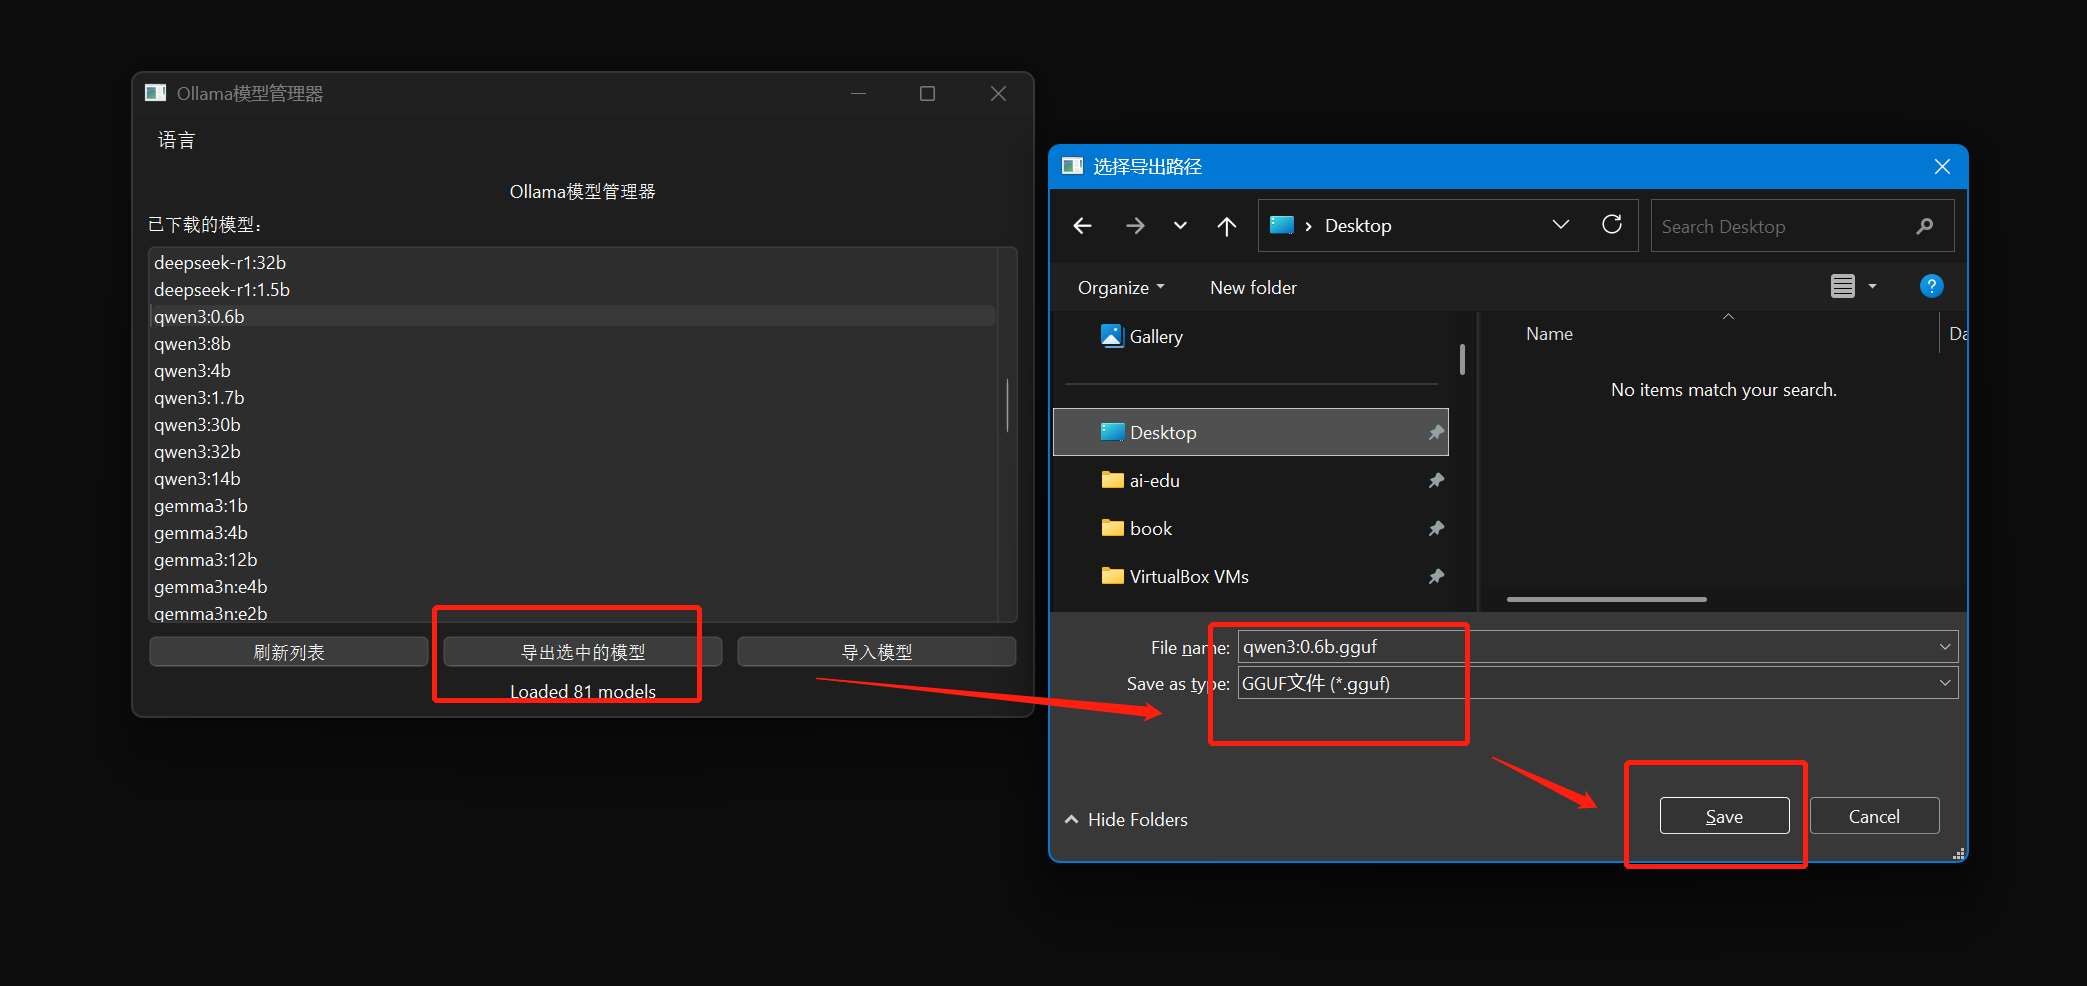 Ollama模型管理器
语言
Ollama模型管理器
已下载的模型：
deepseek-r1:32b
deepseek-r1:1.5b
qwen3:0.6b
qwen3:8b
qwen3:4b
qwen3:1.7b
qwen3:30b
qwen3:32b
qwen3:14b
gemma3:1b
gemma3:4b
gemma3:12b
gemma3n:e4b
gemma3n:e2b
刷新列表 导出选中的模型 导入模型
Loaded 81 models
选择导出路径
Desktop
Search Desktop
Organize
New folder
?
Gallery
Desktop
ai-edu
book
VirtualBox VMs
Name Da
No items match your search.
File name: qwen3:0.6b.gguf
Save as type: GGUF文件 (*.gguf)
Hide Folders
Save Cancel